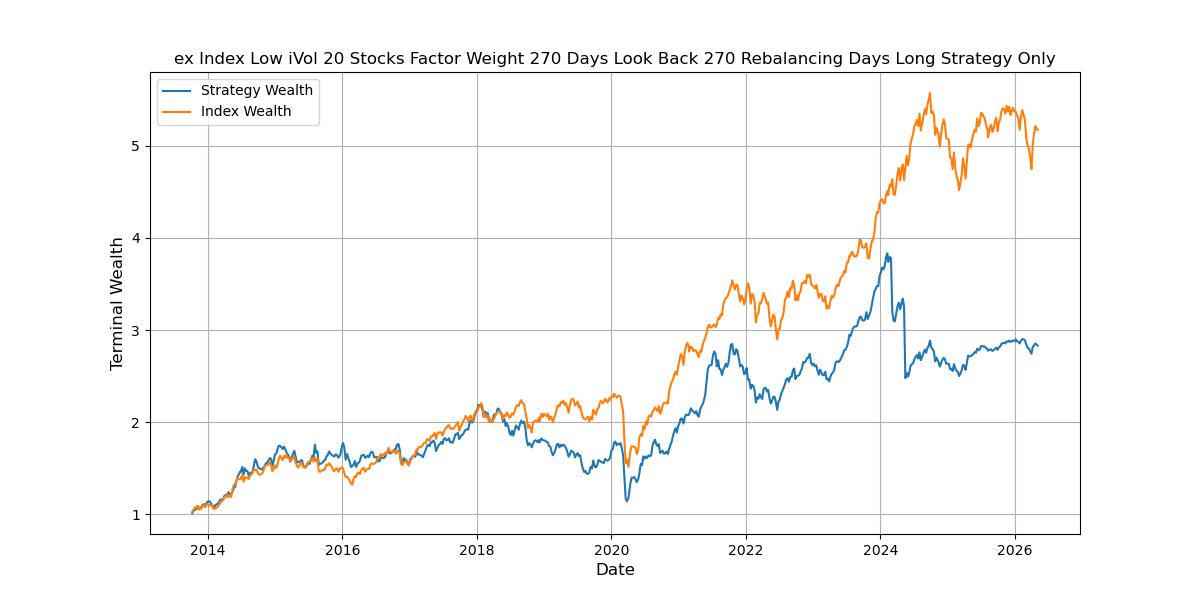 ex Index Low iVol 20 Stocks Factor Weight 270 Days Look Back 270 Rebalancing Days Long Strategy Only
Strategy Wealth
Index Wealth
Terminal Wealth
5
4
3
2
1
2014 2016 2018 2020 2022 2024 2026
Date